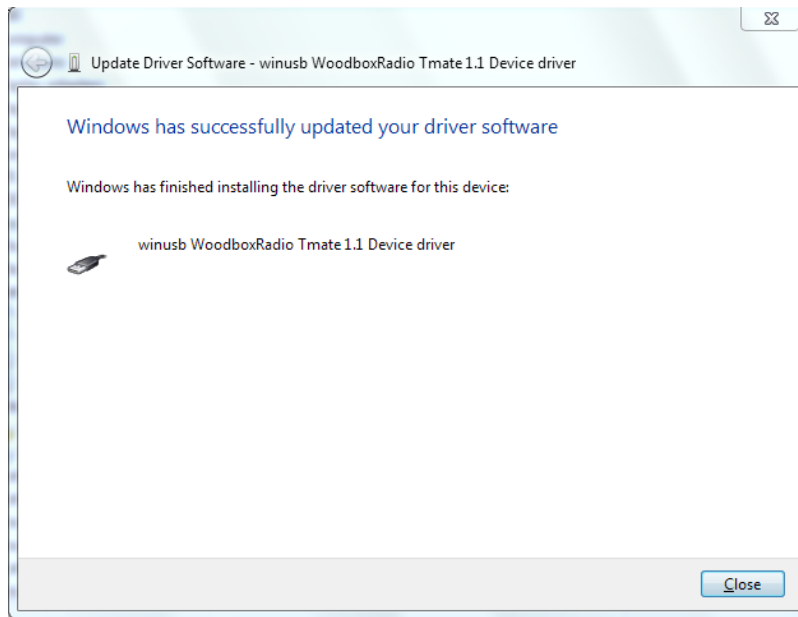 Update Driver Software - winusb WoodboxRadio Tmate 1.1 Device driver
Windows has successfully updated your driver software
Windows has finished installing the driver software for this device:
winusb WoodboxRadio Tmate 1.1 Device driver
Close